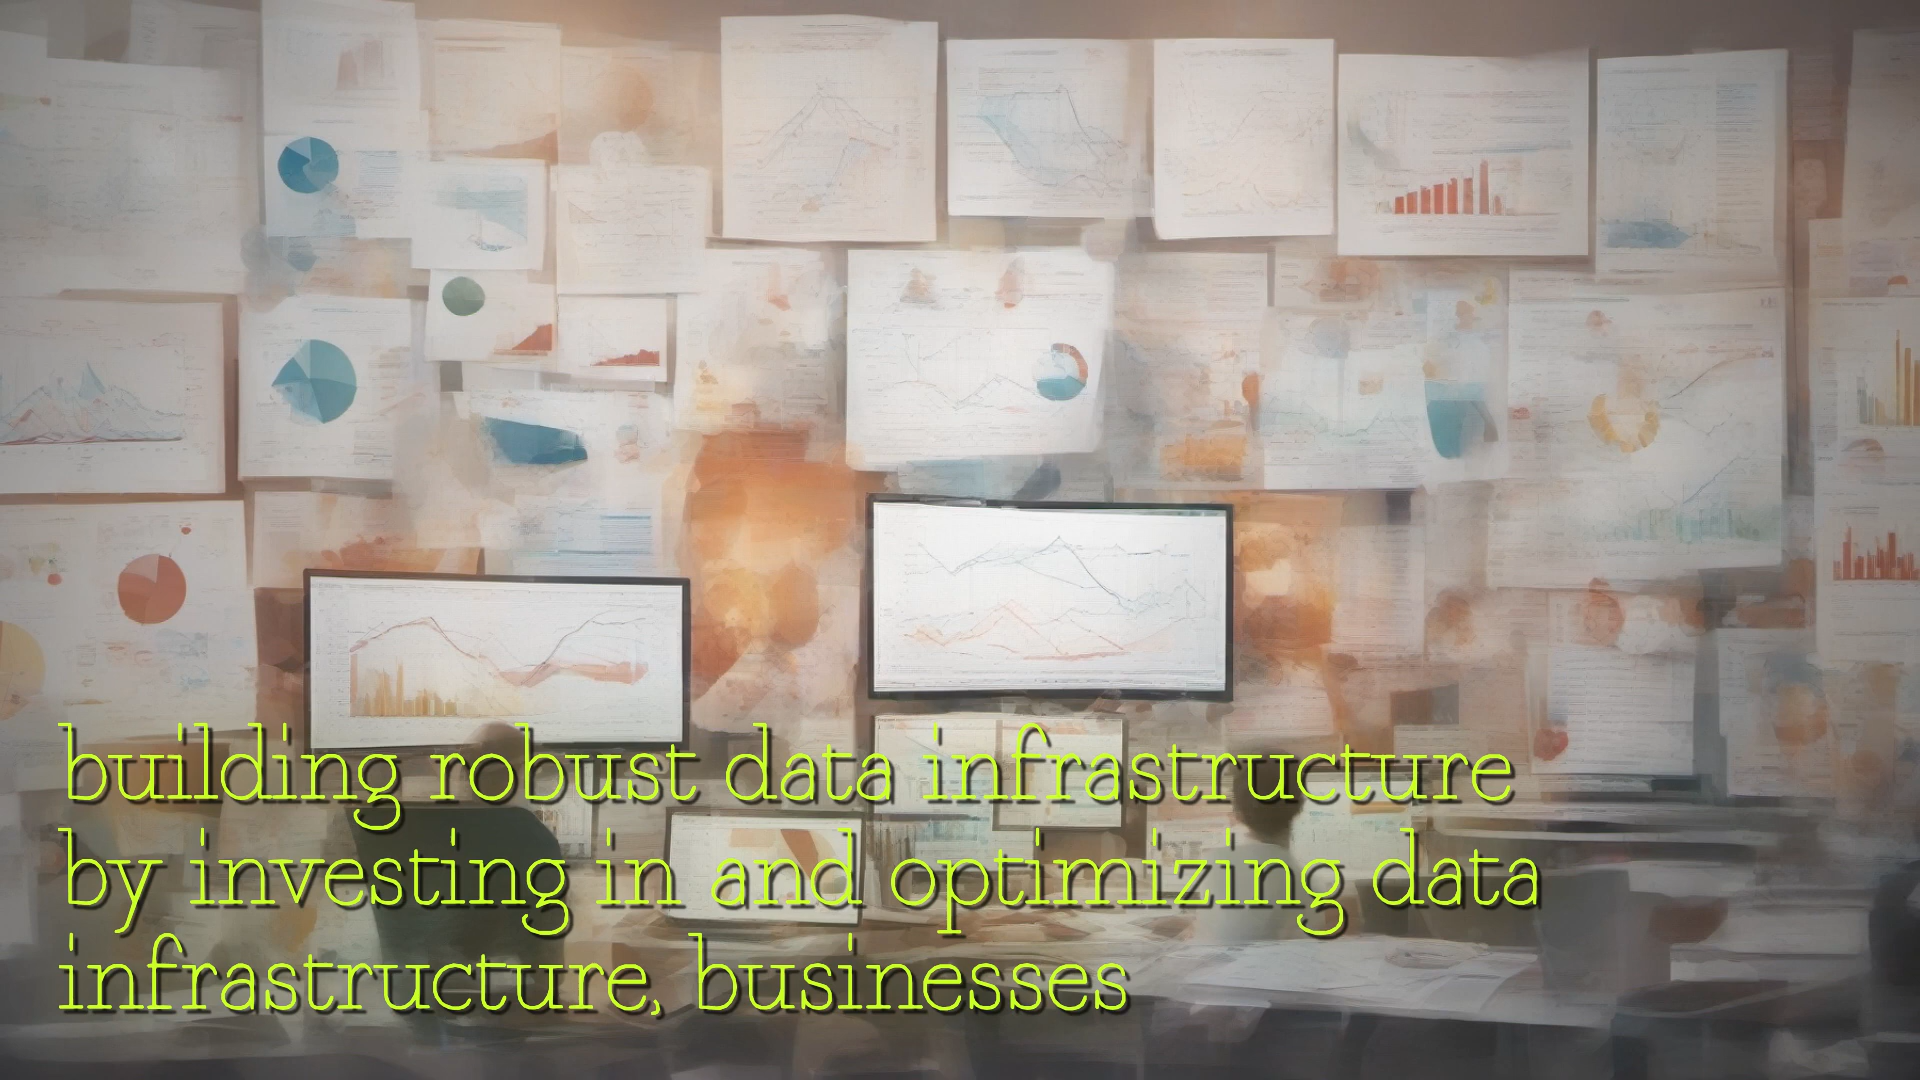 building robust data infrastructure
by investing in and optimizing data
infrastructure, businesses